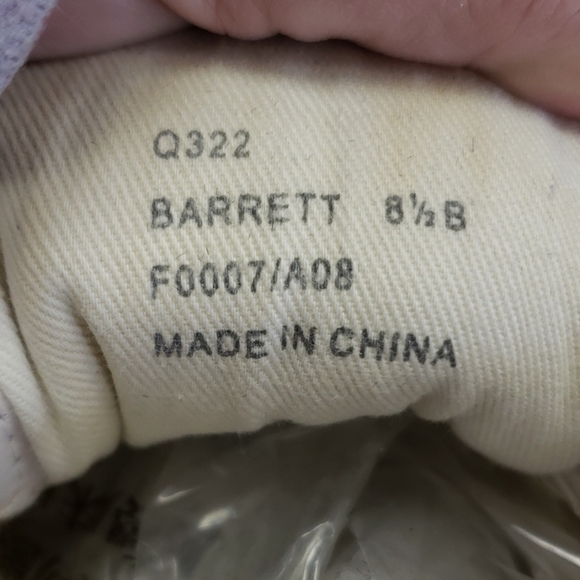 Q322
BARRETT 8½B
F0007/A08
MADE IN CHINA